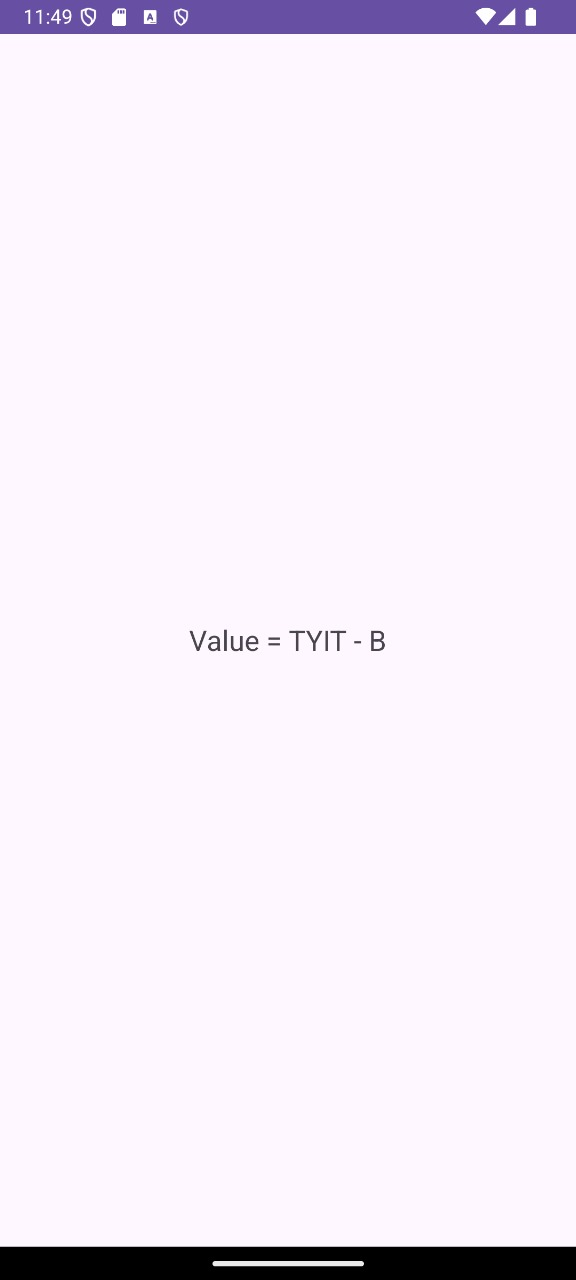 11:49
Value = TYIT - B